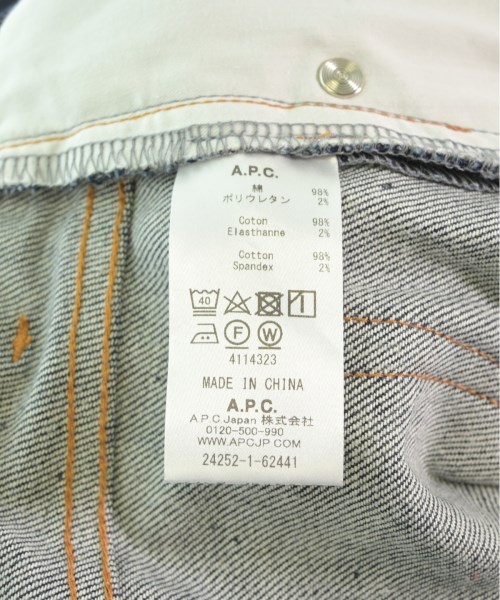 A.P.C.
綿 98%
ポリウレタン 2%
Coton 98%
Elasthanne 2%
Cotton 98%
Spandex 2%
40
F W
4114323
MADE IN CHINA
A.P.C.
A.P.C.Japan 株式会社
0120-500-990
WWW.APCJP.COM
24252-1-62441